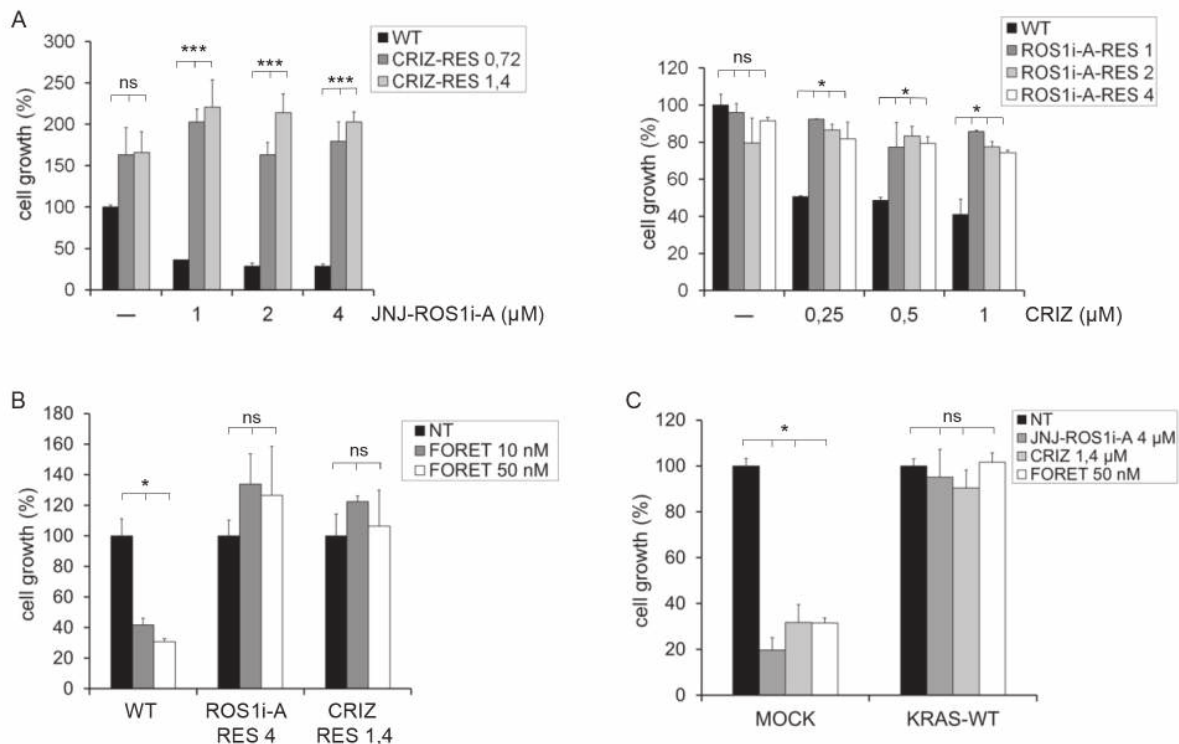 A
cell growth (%)
300
250
200
150
100
50
0
ns
***
***
***
WT
CRIZ-RES 0,72
CRIZ-RES 1,4
— 1 2 4 JNJ-ROS1i-A (µM)
cell growth (%)
120
100
80
60
40
20
0
ns
*
*
*
WT
ROS1i-A-RES 1
ROS1i-A-RES 2
ROS1i-A-RES 4
— 0,25 0,5 1 CRIZ (µM)
B
cell growth (%)
180
160
140
120
100
80
60
40
20
0
*
ns
ns
NT
FORET 10 nM
FORET 50 nM
WT ROS1i-A CRIZ
RES 4 RES 1,4
C
cell growth (%)
120
100
80
60
40
20
0
*
ns
NT
JNJ-ROS1i-A 4 µM
CRIZ 1,4 µM
FORET 50 nM
MOCK KRAS-WT